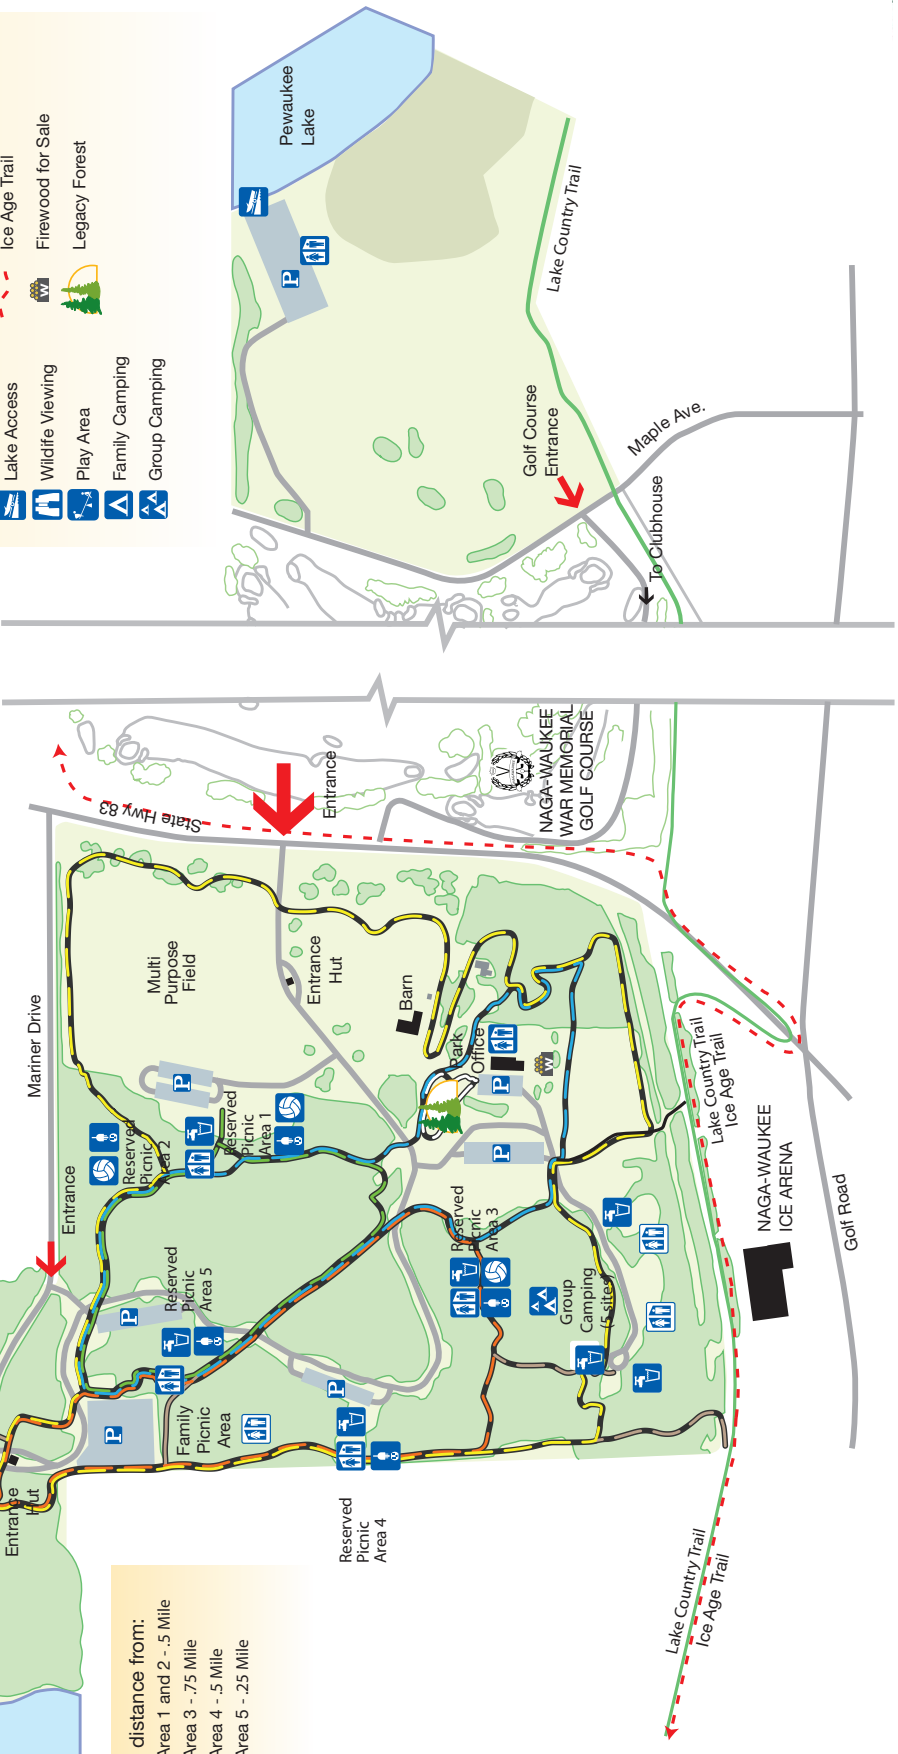 Ice Age Trail
Firewood for Sale
W
Legacy Forest
Lake Access
Wildlife Viewing
Play Area
Family Camping
Group Camping
Pewaukee
Lake
P
Lake Country Trail
Golf Course
Entrance
Maple Ave.
To Clubhouse
State Hwy 83
Entrance
NAGA-WAUKEE
WAR MEMORIAL
GOLF COURSE
Mariner Drive
Multi
Purpose
Field
Entrance
Hut
Barn
Park
Office
W
P
P
P
Reserved
Picnic
Area 1
Reserved
Picnic
Area 2
Entrance
Reserved
Picnic
Area 3
Reserved
Picnic
Area 5
P
P
P
Group
Camping
(5 sites)
Family
Picnic
Area
Reserved
Picnic
Area 4
Entrance
Hut
Lake Country Trail
Ice Age Trail
NAGA-WAUKEE
ICE ARENA
Golf Road
Lake Country Trail
Ice Age Trail
distance from:
Area 1 and 2 - .5 Mile
Area 3 - .75 Mile
Area 4 - .5 Mile
Area 5 - .25 Mile